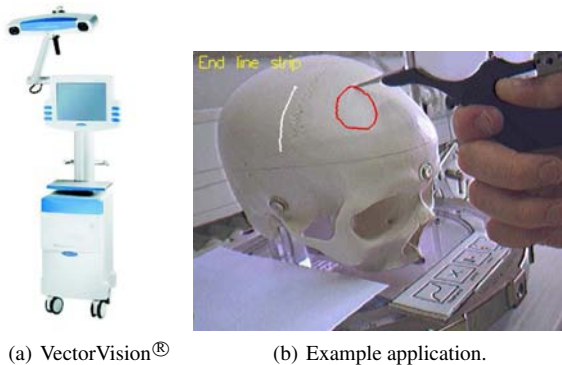 End line strip
(a) VectorVision®
(b) Example application.